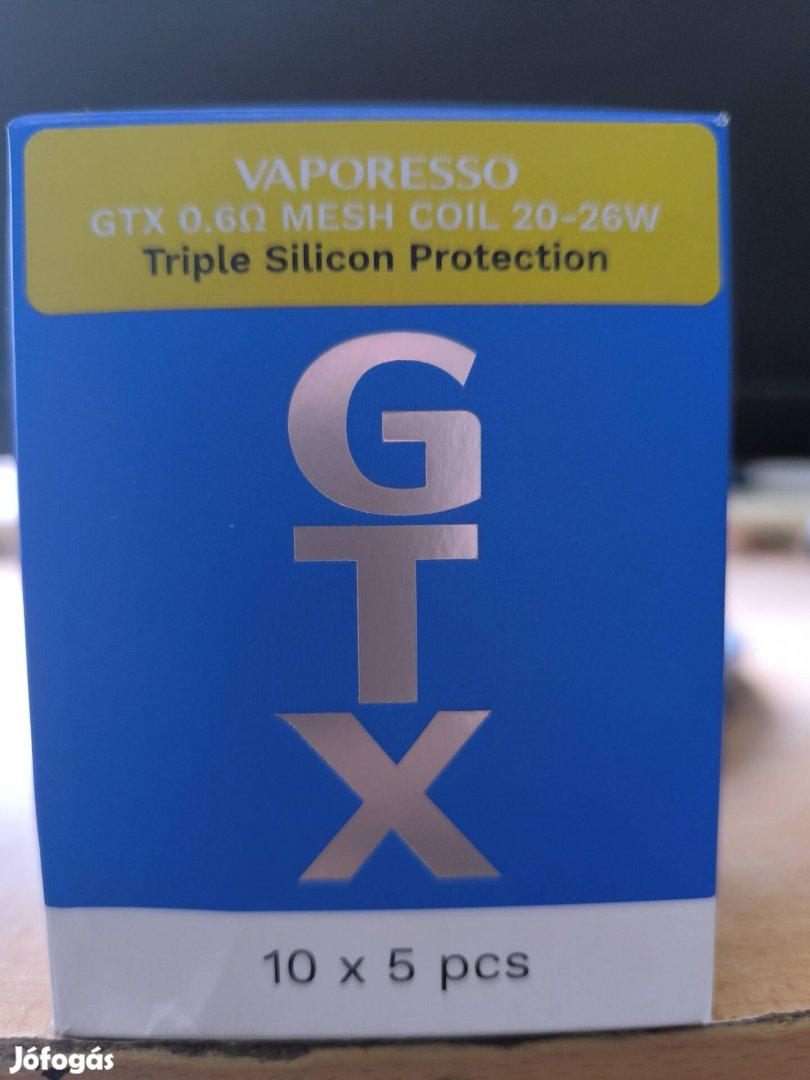 VAPORESSO
GTX 0.6Ω MESH COIL 20-26W
Triple Silicon Protection
G
T
X
10 x 5 pcs
Jófogás